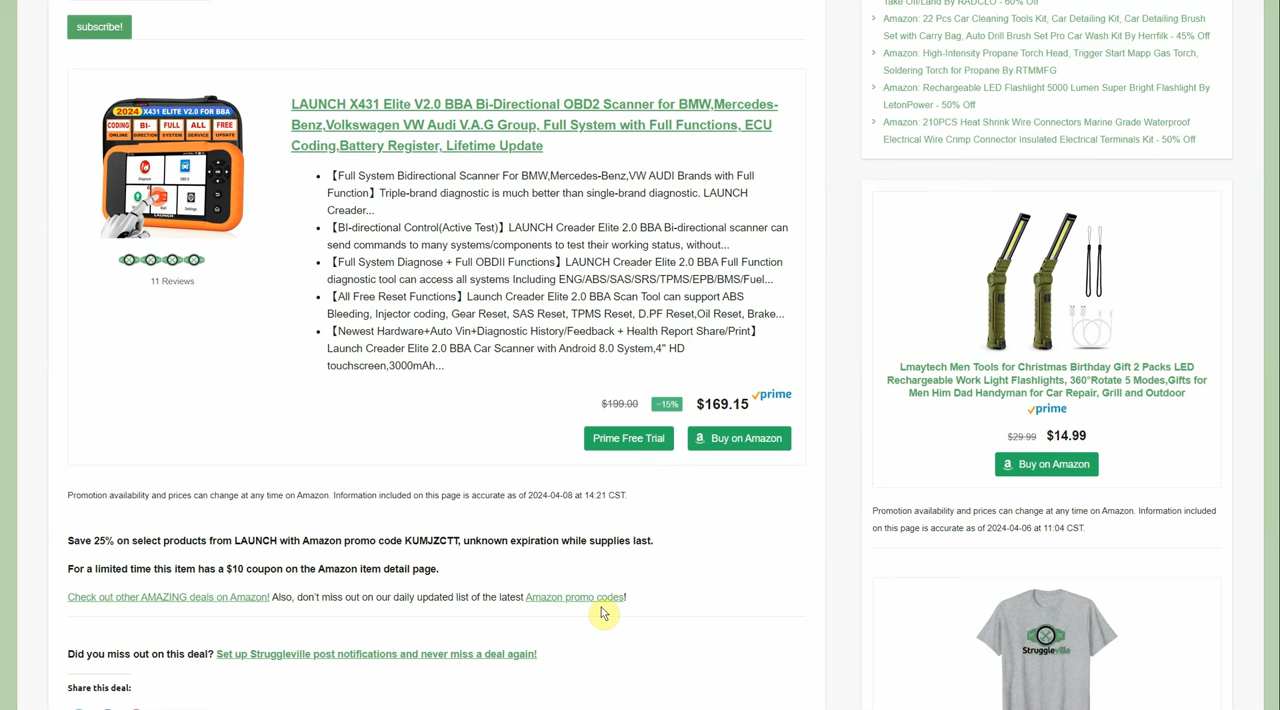 Take Off/Land By RADCLO - 60% Off
subscribe!
Amazon: 22 Pcs Car Cleaning Tools Kit, Car Detailing Kit, Car Detailing Brush
Set with Carry Bag, Auto Drill Brush Set Pro Car Wash Kit By Herrfilk - 45% Off
Amazon: High-Intensity Propane Torch Head, Trigger Start Mapp Gas Torch,
Soldering Torch for Propane By RTMMFG
Amazon: Rechargeable LED Flashlight 5000 Lumen Super Bright Flashlight By
LetonPower - 50% Off
Amazon: 210PCS Heat Shrink Wire Connectors Marine Grade Waterproof
Electrical Wire Crimp Connector Insulated Electrical Terminals Kit - 50% Off
2024 X431 ELITE V2.0 FOR BBA
CODING BI- FULL ALL FREE
ONLINE DIRECTION SYSTEM SERVICE UPDATE
LAUNCH
11 Reviews
LAUNCH X431 Elite V2.0 BBA Bi-Directional OBD2 Scanner for BMW,Mercedes-
Benz,Volkswagen VW Audi V.A.G Group, Full System with Full Functions, ECU
Coding,Battery Register, Lifetime Update
• 【Full System Bidirectional Scanner For BMW,Mercedes-Benz,VW AUDI Brands with Full
Function】Triple-brand diagnostic is much better than single-brand diagnostic. LAUNCH
Creader...
• 【BI-directional Control(Active Test)】LAUNCH Creader Elite 2.0 BBA Bi-directional scanner can
send commands to many systems/components to test their working status, without...
• 【Full System Diagnose + Full OBDII Functions】LAUNCH Creader Elite 2.0 BBA Full Function
diagnostic tool can access all systems Including ENG/ABS/SAS/SRS/TPMS/EPB/BMS/Fuel...
• 【All Free Reset Functions】Launch Creader Elite 2.0 BBA Scan Tool can support ABS
Bleeding, Injector coding, Gear Reset, SAS Reset, TPMS Reset, D.PF Reset,Oil Reset, Brake...
• 【Newest Hardware+Auto Vin+Diagnostic History/Feedback + Health Report Share/Print】
Launch Creader Elite 2.0 BBA Car Scanner with Android 8.0 System,4" HD
touchscreen,3000mAh...
$199.00 −15% $169.15 prime
Prime Free Trial
Buy on Amazon
Promotion availability and prices can change at any time on Amazon. Information included on this page is accurate as of 2024-04-08 at 14:21 CST.
Save 25% on select products from LAUNCH with Amazon promo code KUMJZCTT, unknown expiration while supplies last.
For a limited time this item has a $10 coupon on the Amazon item detail page.
Check out other AMAZING deals on Amazon! Also, don't miss out on our daily updated list of the latest Amazon promo codes!
Did you miss out on this deal? Set up Struggleville post notifications and never miss a deal again!
Share this deal:
Lmaytech Men Tools for Christmas Birthday Gift 2 Packs LED
Rechargeable Work Light Flashlights, 360°Rotate 5 Modes,Gifts for
Men Him Dad Handyman for Car Repair, Grill and Outdoor
prime
$29.99 $14.99
Buy on Amazon
Promotion availability and prices can change at any time on Amazon. Information included
on this page is accurate as of 2024-04-06 at 11:04 CST.
Struggleville